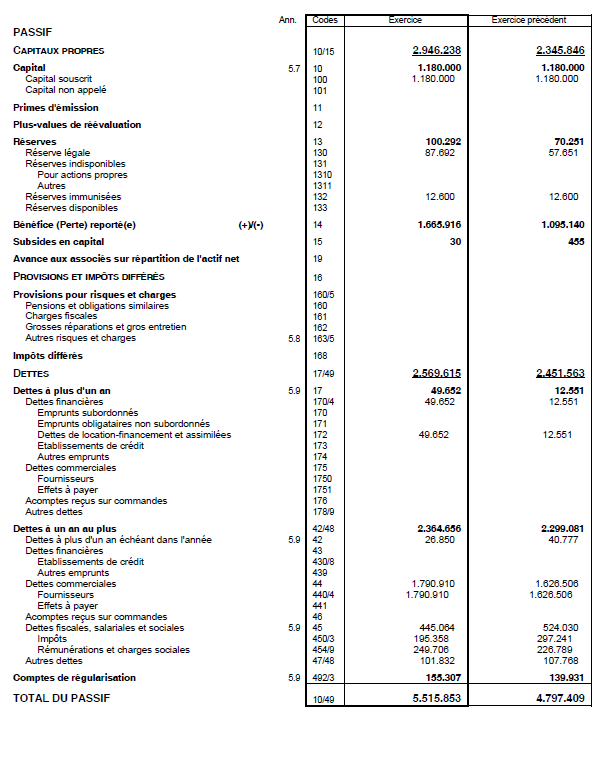 Ann. Codes Exercice Exercice précédent
PASSIF
CAPITAUX PROPRES 10/15 2.946.238 2.345.846
Capital 5.7 10 1.180.000 1.180.000
Capital souscrit 100 1.180.000 1.180.000
Capital non appelé 101
Primes d'émission 11
Plus-values de réévaluation 12
Réserves 13 100.292 70.251
Réserve légale 130 87.692 57.651
Réserves indisponibles 131
Pour actions propres 1310
Autres 1311
Réserves immunisées 132 12.600 12.600
Réserves disponibles 133
Bénéfice (Perte) reporté(e) (+)/(-) 14 1.665.916 1.095.140
Subsides en capital 15 30 455
Avance aux associés sur répartition de l'actif net 19
PROVISIONS ET IMPÔTS DIFFÉRÉS 16
Provisions pour risques et charges 160/5
Pensions et obligations similaires 160
Charges fiscales 161
Grosses réparations et gros entretien 162
Autres risques et charges 5.8 163/5
Impôts différés 168
DETTES 17/49 2.569.615 2.451.563
Dettes à plus d'un an 5.9 17 49.652 12.551
Dettes financières 170/4 49.652 12.551
Emprunts subordonnés 170
Emprunts obligataires non subordonnés 171
Dettes de location-financement et assimilées 172 49.652 12.551
Etablissements de crédit 173
Autres emprunts 174
Dettes commerciales 175
Fournisseurs 1750
Effets à payer 1751
Acomptes reçus sur commandes 176
Autres dettes 178/9
Dettes à un an au plus 42/48 2.364.656 2.299.081
Dettes à plus d'un an échéant dans l'année 5.9 42 26.850 40.777
Dettes financières 43
Etablissements de crédit 430/8
Autres emprunts 439
Dettes commerciales 44 1.790.910 1.626.506
Fournisseurs 440/4 1.790.910 1.626.506
Effets à payer 441
Acomptes reçus sur commandes 46
Dettes fiscales, salariales et sociales 5.9 45 445.064 524.030
Impôts 450/3 195.358 297.241
Rémunérations et charges sociales 454/9 249.706 226.789
Autres dettes 47/48 101.832 107.768
Comptes de régularisation 5.9 492/3 155.307 139.931
TOTAL DU PASSIF 10/49 5.515.853 4.797.409